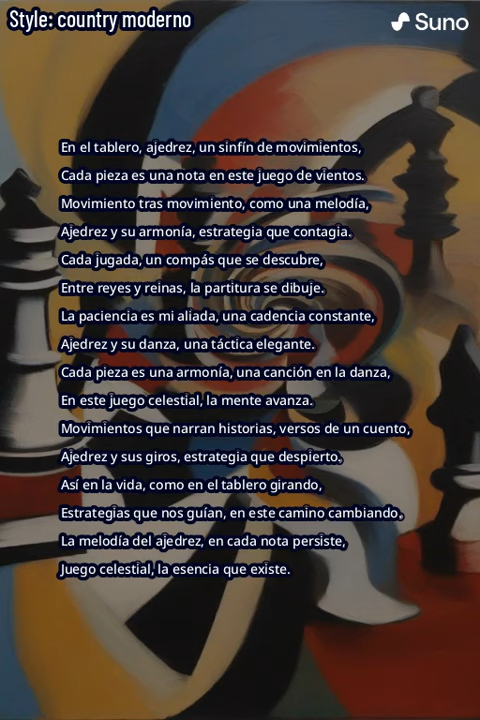 Style: country moderno
Suno
En el tablero, ajedrez, un sinfín de movimientos,
Cada pieza es una nota en este juego de vientos.
Movimiento tras movimiento, como una melodía,
Ajedrez y su armonía, estrategia que contagia.
Cada jugada, un compás que se descubre,
Entre reyes y reinas, la partitura se dibuje.
La paciencia es mi aliada, una cadencia constante,
Ajedrez y su danza, una táctica elegante.
Cada pieza es una armonía, una canción en la danza,
En este juego celestial, la mente avanza.
Movimientos que narran historias, versos de un cuento,
Ajedrez y sus giros, estrategia que despierto.
Así en la vida, como en el tablero girando,
Estrategias que nos guían, en este camino cambiando.
La melodía del ajedrez, en cada nota persiste,
Juego celestial, la esencia que existe.